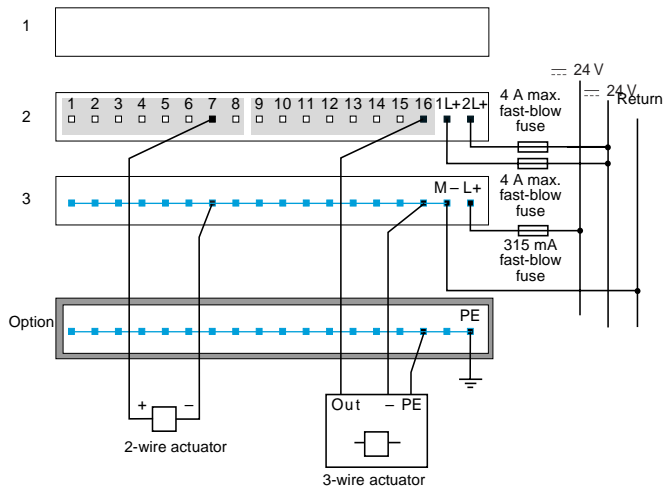 1
24 V
24 V
Return
2
1 2 3 4 5 6 7 8 9 10 11 12 13 14 15 16 1L+ 2L+
4 A max.
fast-blow
fuse
3
M – L+
4 A max.
fast-blow
fuse
315 mA
fast-blow
fuse
Option
PE
+ –
2-wire actuator
Out – PE
3-wire actuator